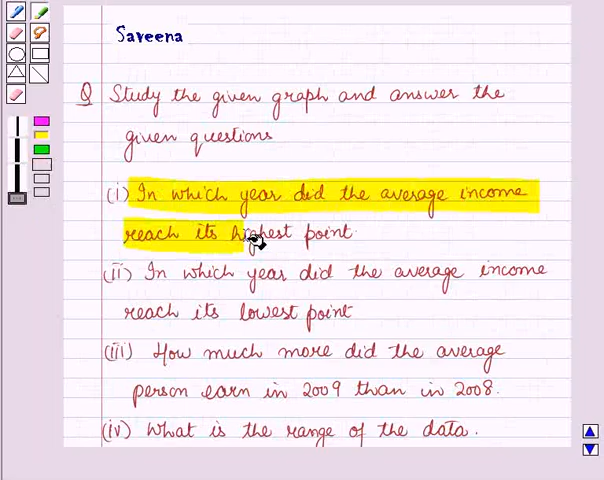 Saveena
Q Study the given graph and answer the
given questions
(i) In which year did the average income
reach its highest point.
(ii) In which year did the average income
reach its lowest point
(iii) How much more did the average
person earn in 2009 than in 2008.
(iv) What is the range of the data.